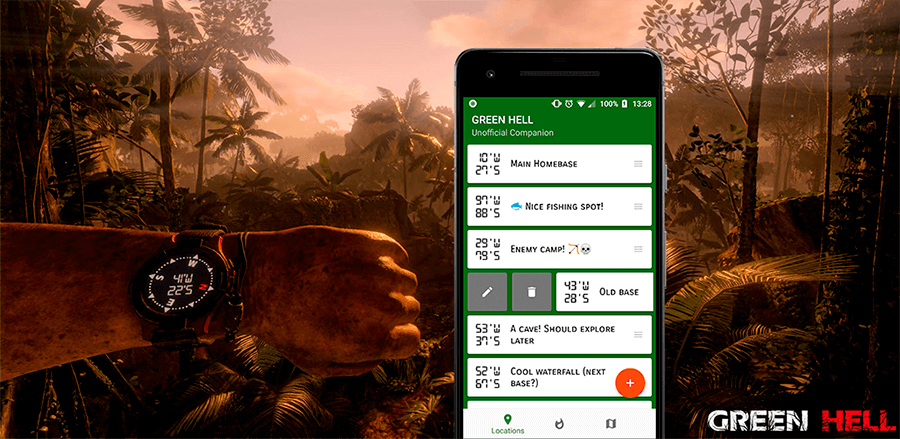 100% 13:28
GREEN HELL
Unofficial Companion
10'W
27'S
Main Homebase
97'W
88'S
Nice fishing spot!
29'W
79'S
Enemy camp!
43'W
28'S
Old base
53'W
37'S
A cave! Should explore
later
52'W
67'S
Cool waterfall (next
base?)
+
Locations
W
S
N
E
41'W
22'S
GREEN HELL